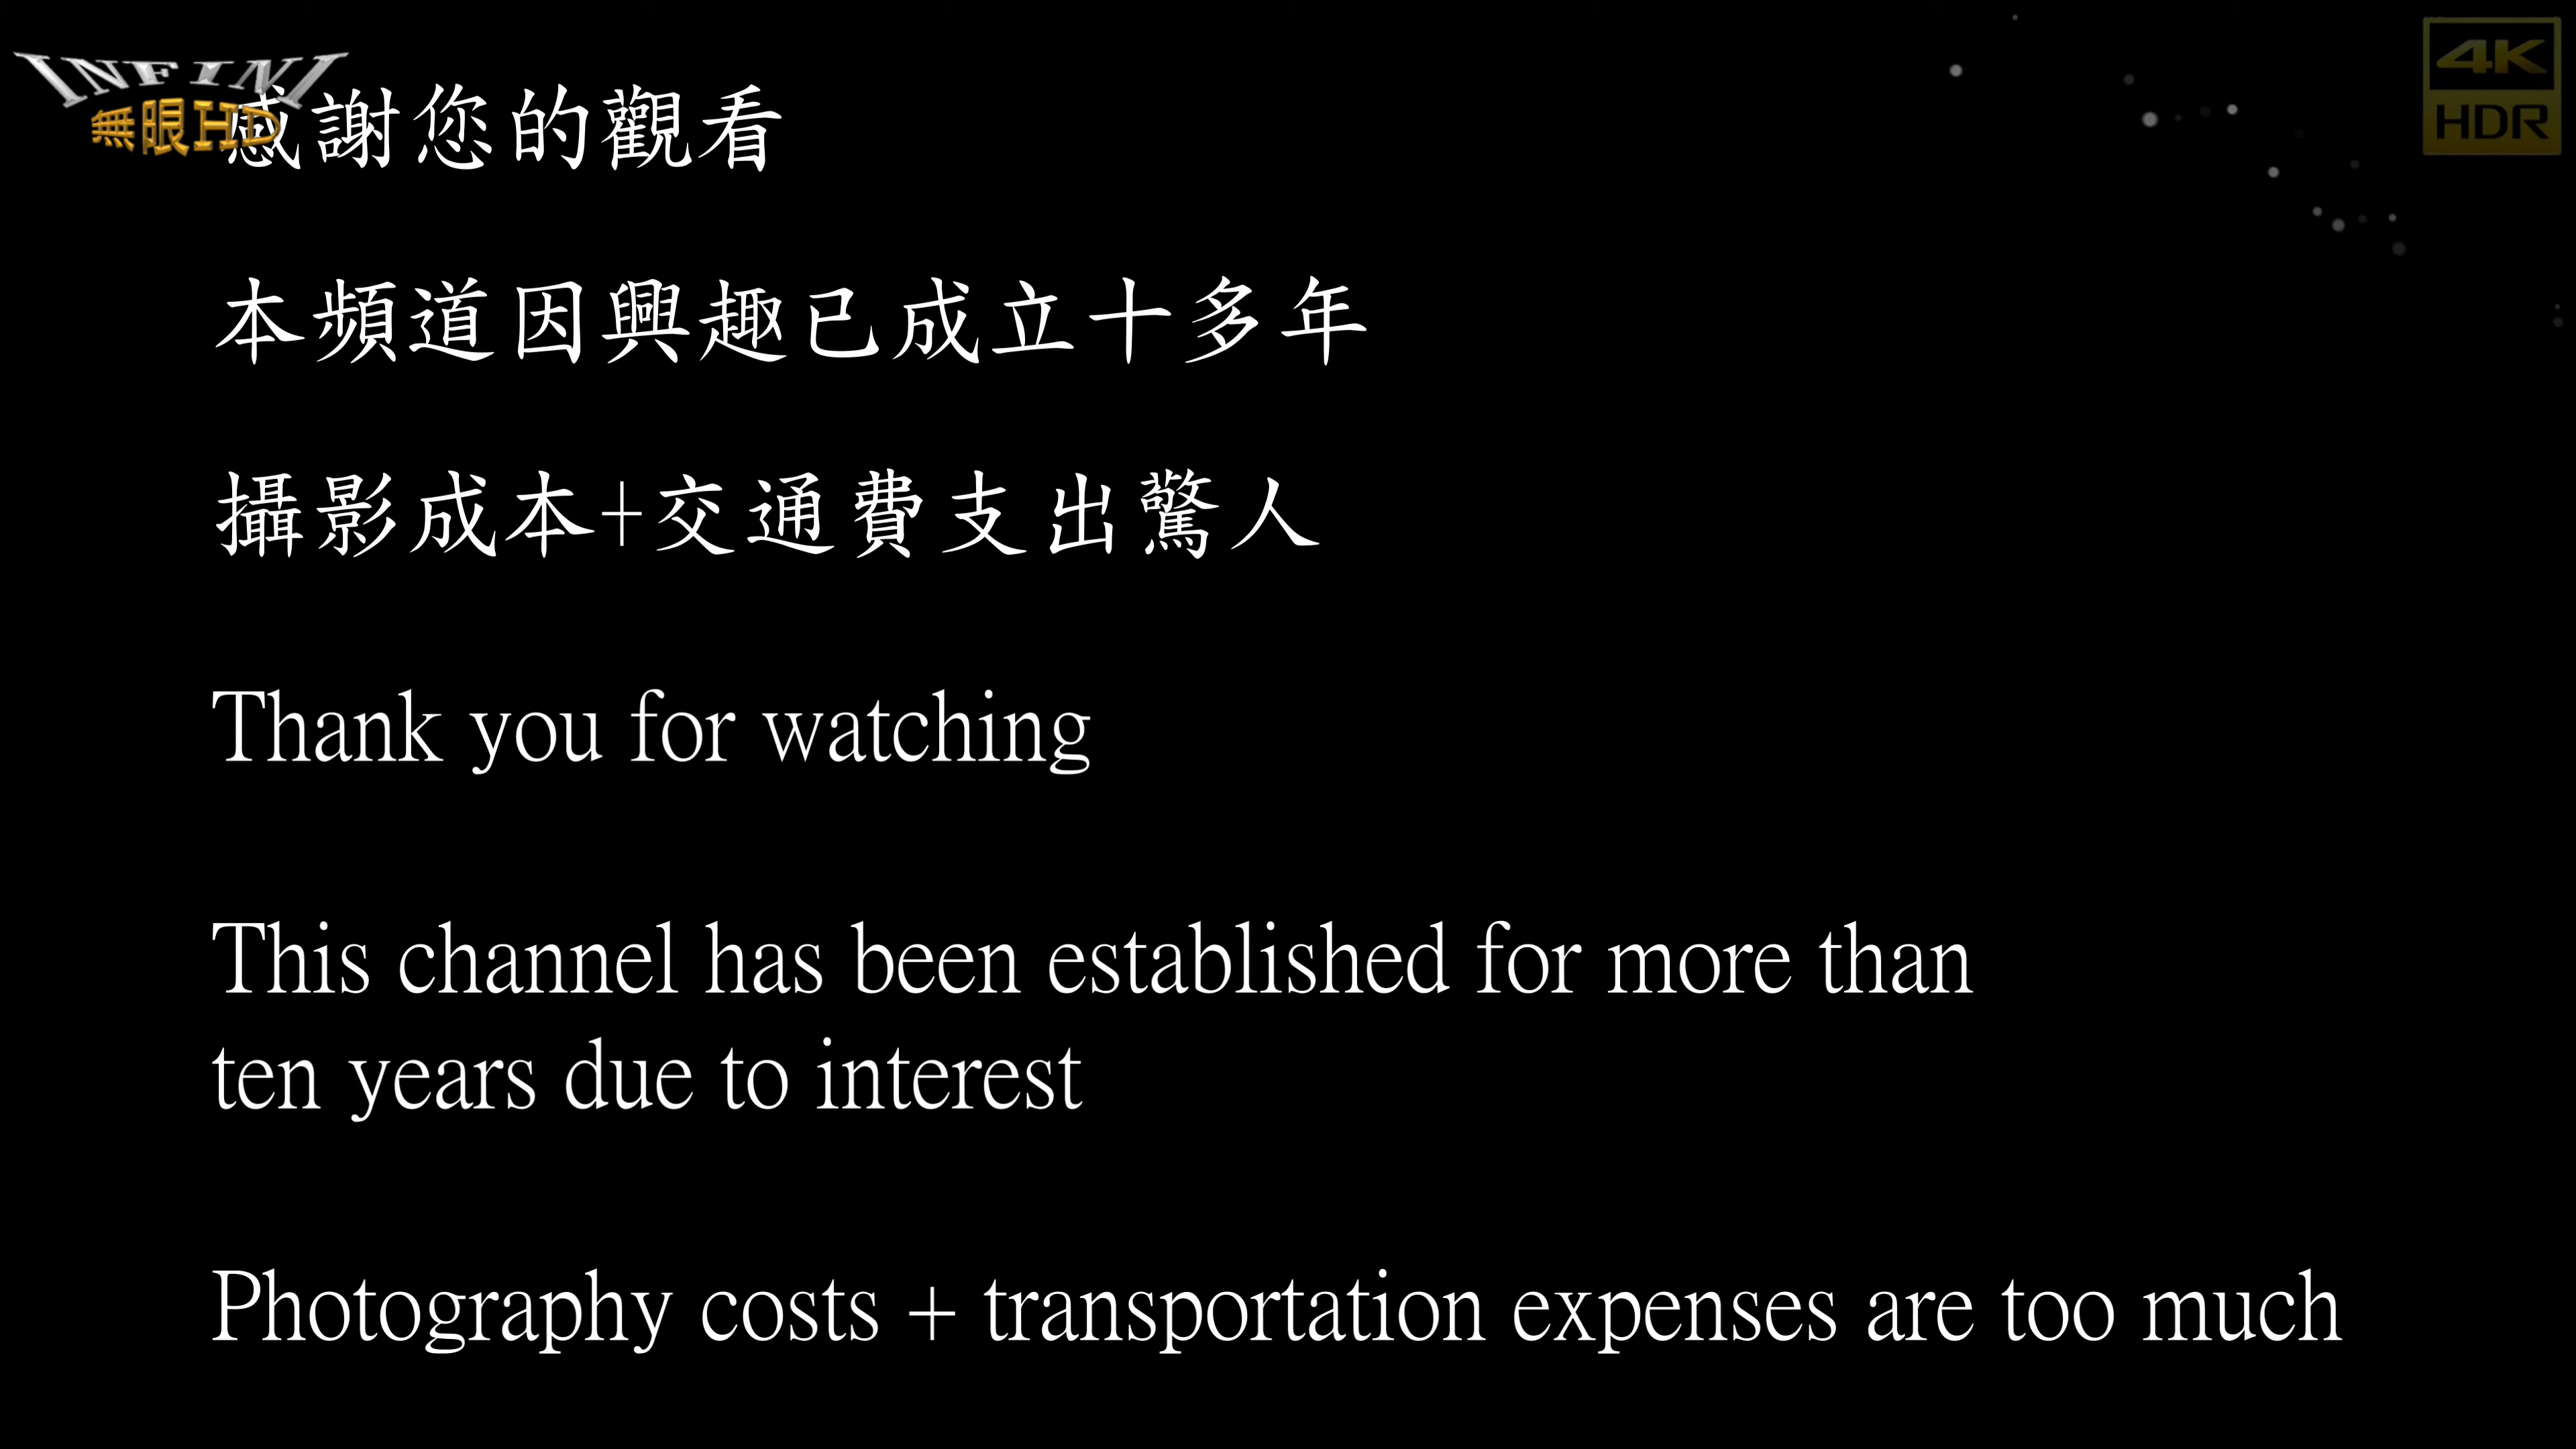 INFINI
無眼HD
4K
HDR
感謝您的觀看
本頻道因興趣已成立十多年
攝影成本+交通費支出驚人
Thank you for watching
This channel has been established for more than
ten years due to interest
Photography costs + transportation expenses are too much